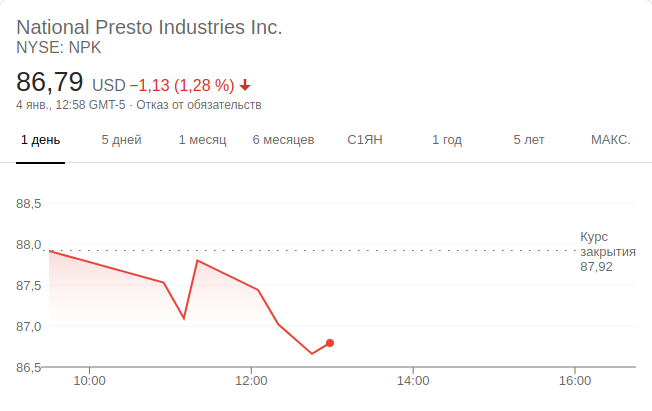 National Presto Industries Inc.
NYSE: NPK
86,79 USD −1,13 (1,28 %)
4 янв., 12:58 GMT-5 · Отказ от обязательств
1 день 5 дней 1 месяц 6 месяцев С1ЯН 1 год 5 лет МАКС.
88,5
88,0
87,5
87,0
86,5
Курс
закрытия
87,92
10:00 12:00 14:00 16:00